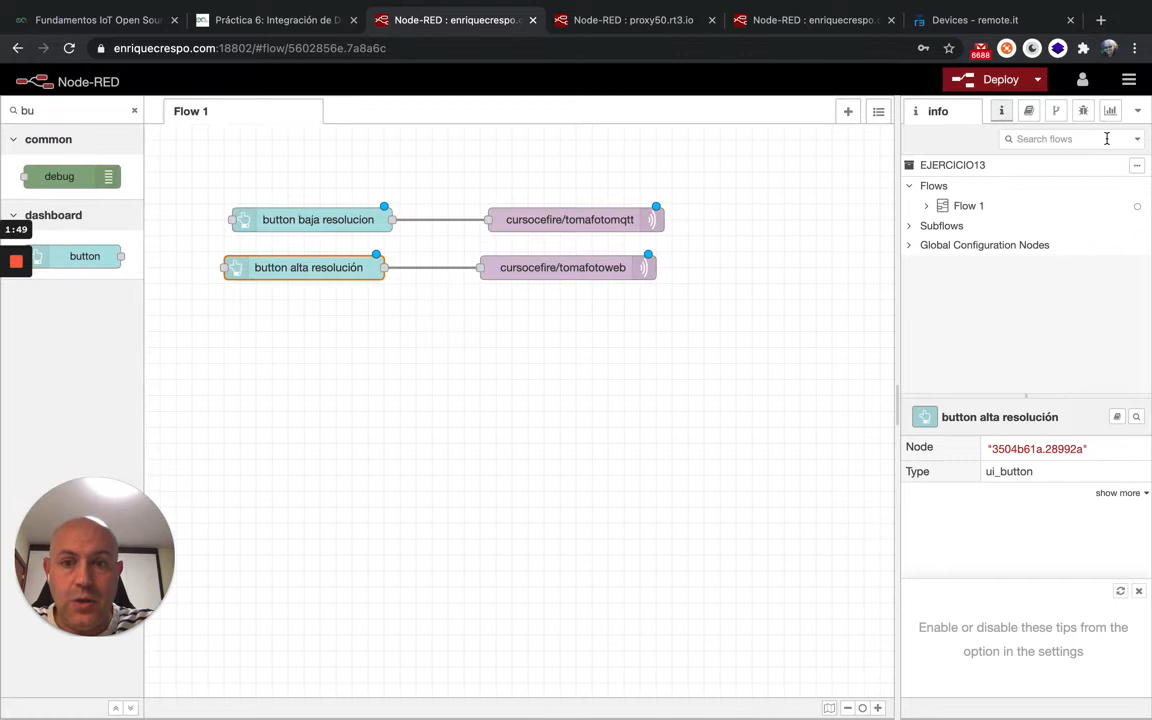 Fundamentos IoT Open Sour
Práctica 6: Integración de D
Node-RED : enriquecrespo.c
Node-RED : proxy50.rt3.io
Node-RED : enriquecrespo.c
Devices - remote.it
enriquecrespo.com:18802/#flow/5602856e.7a8a6c
6688
Node-RED
Deploy
bu
Flow 1
info
common
Search flows
debug
EJERCICIO13
Flows
Flow 1
dashboard
button baja resolucion
cursocefire/tomafotomqtt
Subflows
1:49
Global Configuration Nodes
button
button alta resolución
cursocefire/tomafotoweb
button alta resolución
Node
"3504b61a.28992a"
Type
ui_button
show more
Enable or disable these tips from the
option in the settings